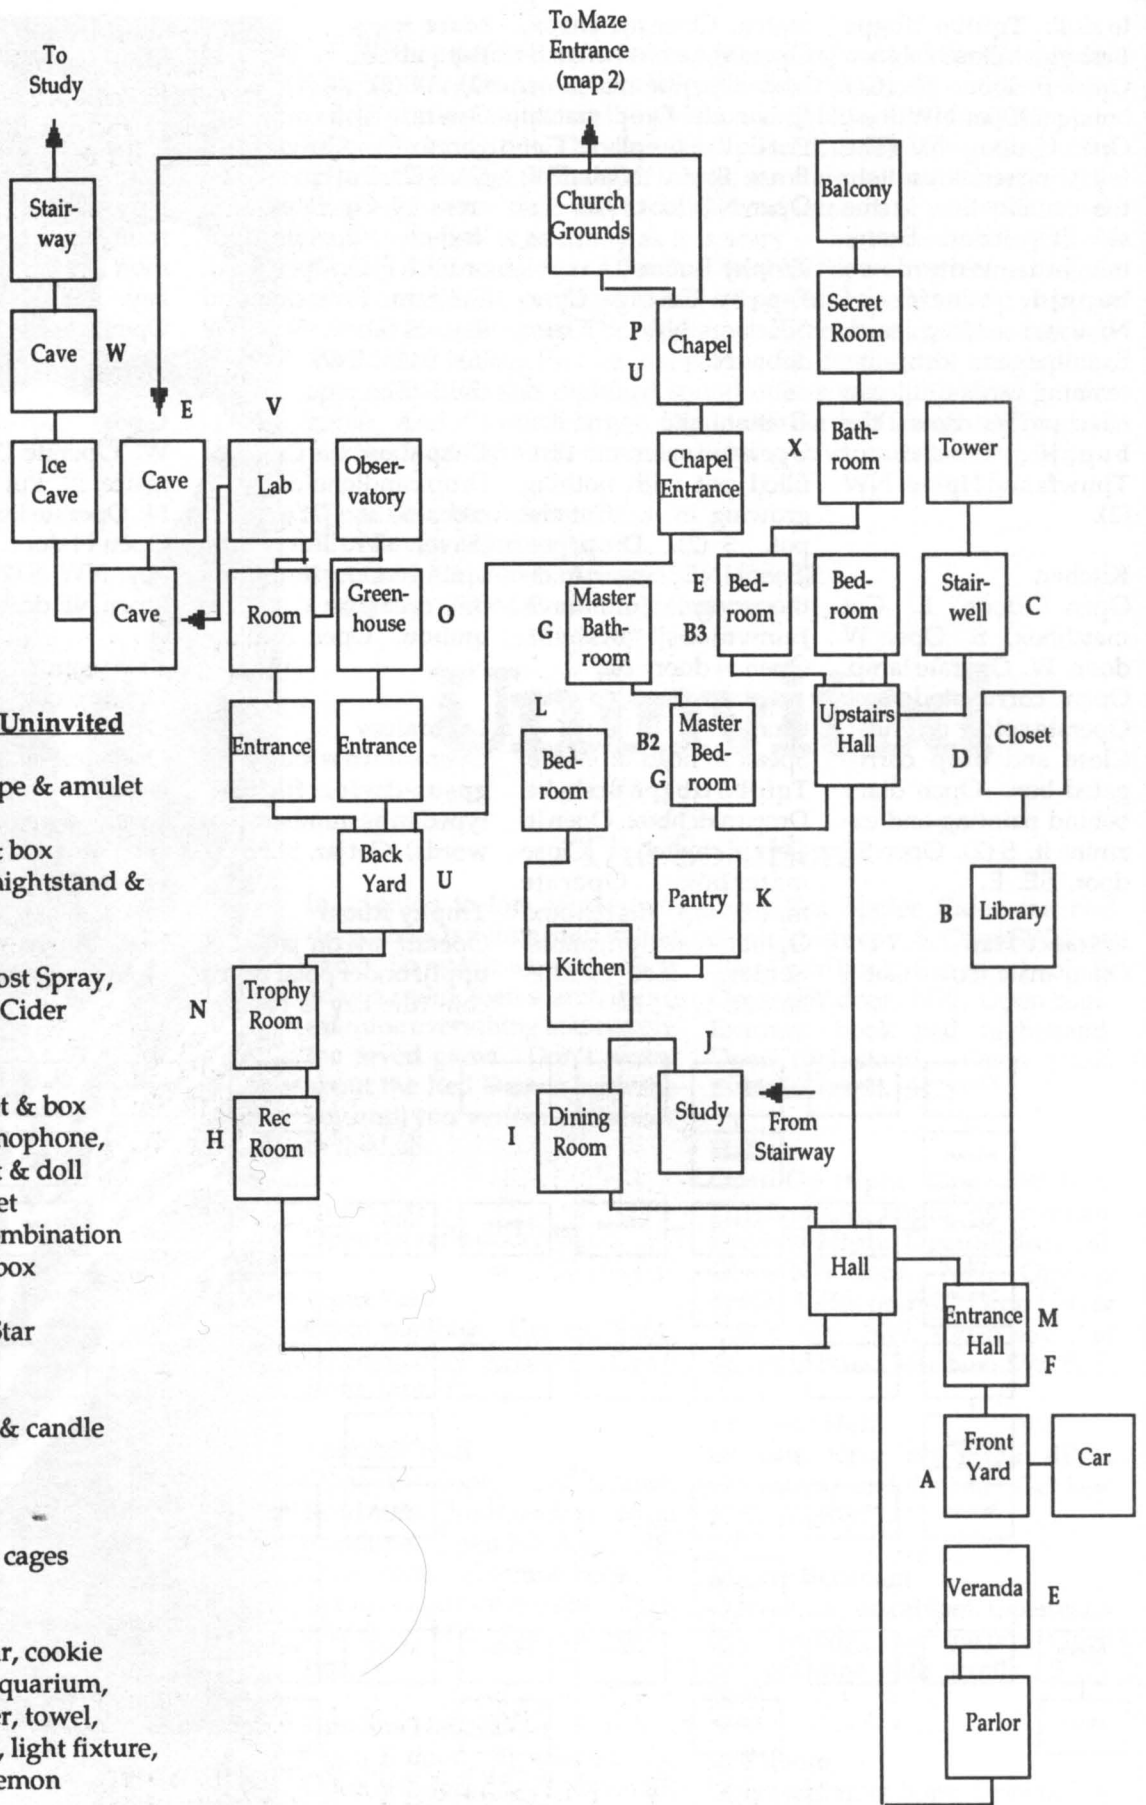 To Maze
Entrance
(map 2)
To
Study
Stair-
way
Church
Grounds
Balcony
Cave
W
P
U
Chapel
Secret
Room
E
V
Ice
Cave
Cave
Lab
Obser-
vatory
Chapel
Entrance
X
Bath-
room
Tower
Cave
Room
Green-
house
O
G
Master
Bath-
room
E
B3
Bed-
room
Bed-
room
Stair-
well
C
Uninvited
Entrance
Entrance
L
Bed-
room
B2
G
Master
Bed-
room
Upstairs
Hall
D
Closet
pe & amulet
box
nightstand &
Back
Yard
U
Pantry
K
B
Library
ost Spray,
Cider
N
Trophy
Room
Kitchen
J
et & box
nophone,
& doll
et
mbination
box
H
Rec
Room
I
Dining
Room
Study
From
Stairway
Hall
Star
Entrance
Hall
M
F
& candle
A
Front
Yard
Car
cages
Veranda
E
r, cookie
quarium,
er, towel,
, light fixture,
emon
Parlor